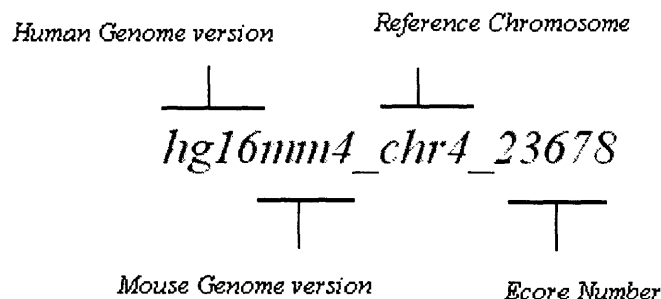 Human Genome version
Reference Chromosome
hg16mm4_chr4_23678
Mouse Genome version
Ecore Number